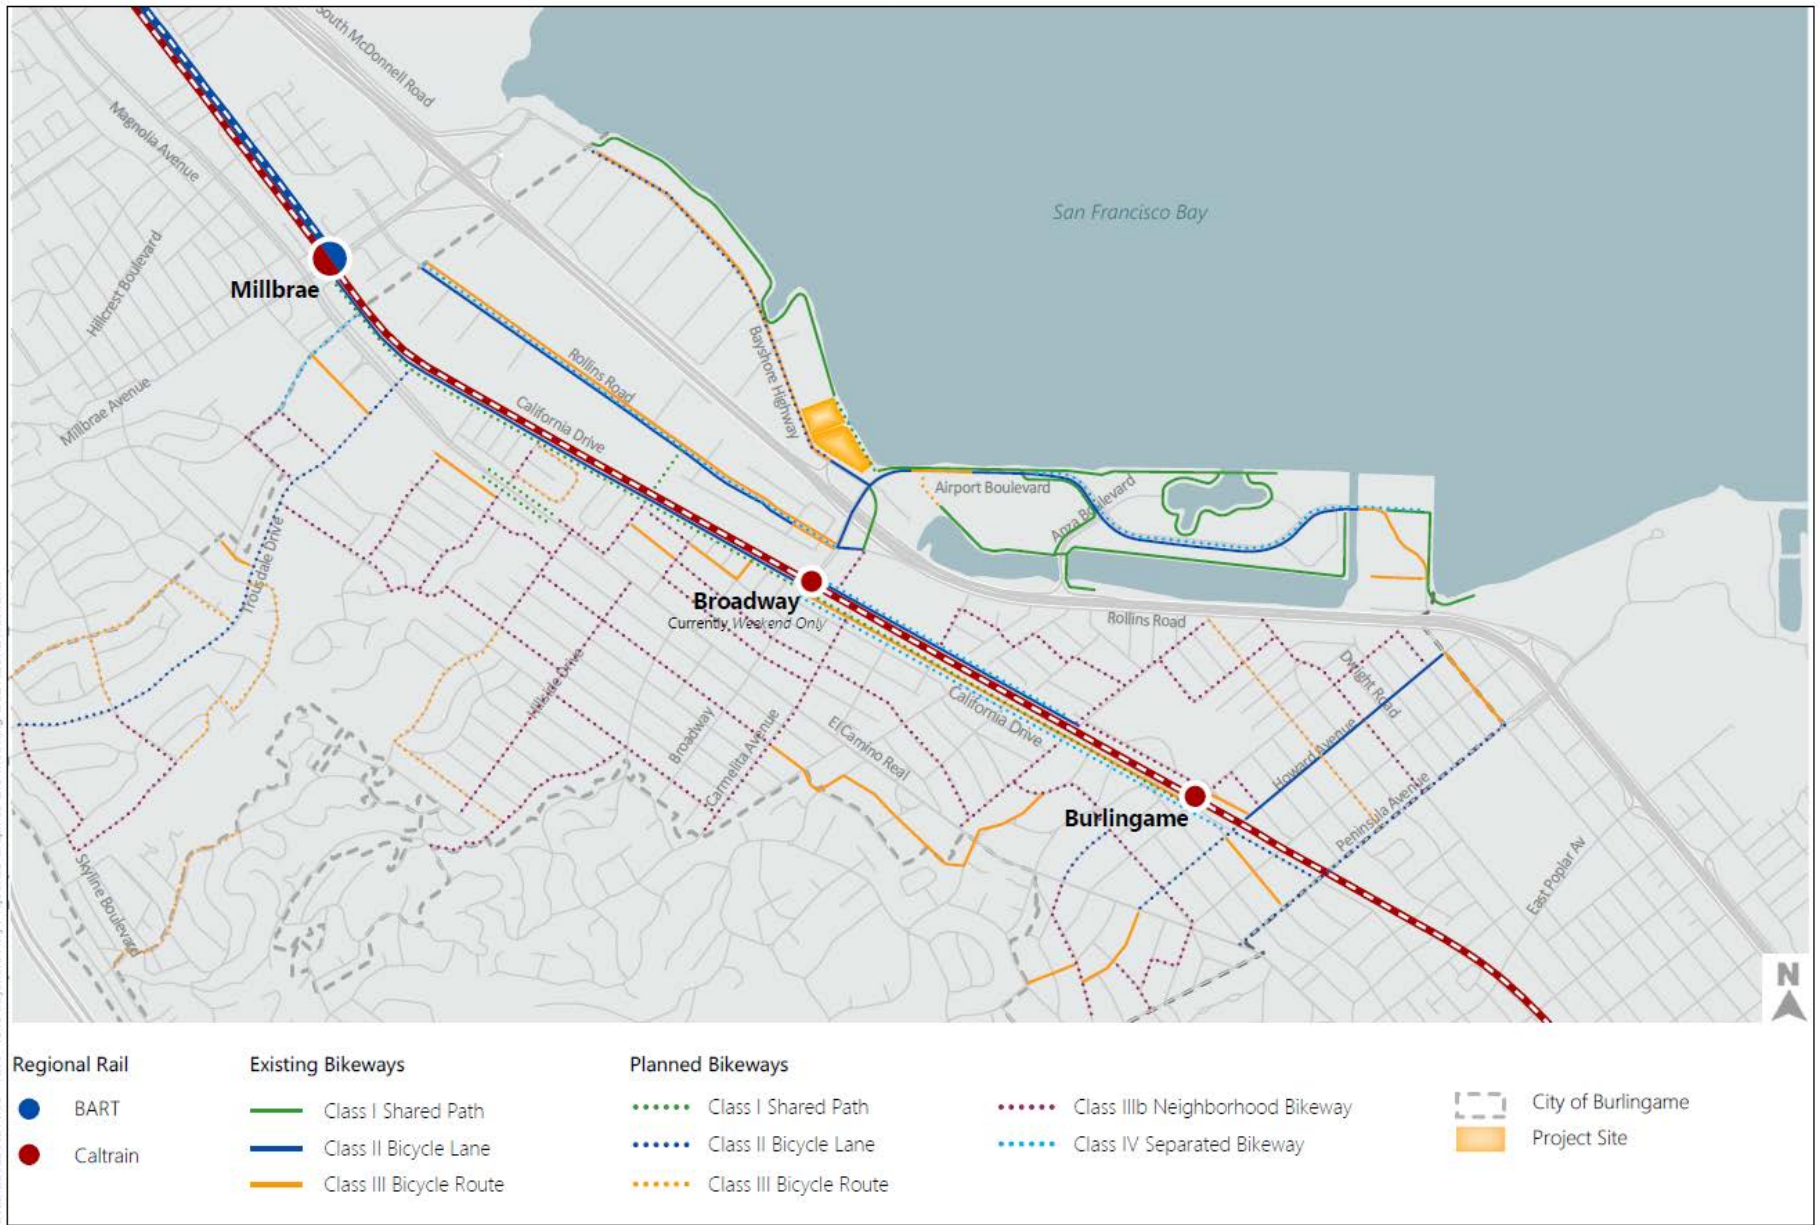 South McDonnell Road
Magnolia Avenue
San Francisco Bay
Hillcrest Boulevard
Millbrae
Millbrae Avenue
Rollins Road
Bayshore Highway
California Drive
Airport Boulevard
Anza Boulevard
Trousdale Drive
Broadway
Currently Weekend Only
Rollins Road
Hillside Drive
Dwight Road
California Drive
Broadway
Carmelita Avenue
El Camino Real
Howard Avenue
Peninsula Avenue
Burlingame
East Poplar Av
Skyline Boulevard
N
Regional Rail
BART
Caltrain
Existing Bikeways
Class I Shared Path
Class II Bicycle Lane
Class III Bicycle Route
Planned Bikeways
Class I Shared Path
Class II Bicycle Lane
Class III Bicycle Route
Class IIIb Neighborhood Bikeway
Class IV Separated Bikeway
City of Burlingame
Project Site